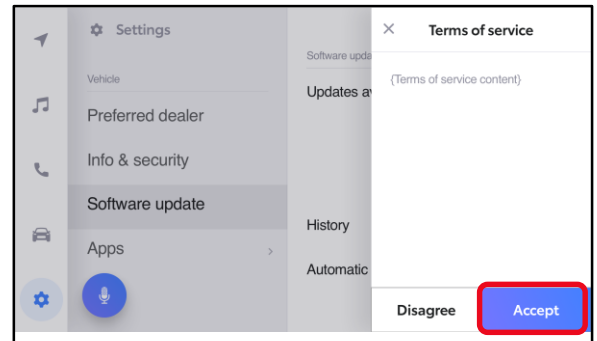 Settings
Vehicle
Preferred dealer
Info & security
Software update
Apps
Software upda
Updates av
History
Automatic
Terms of service
{Terms of service content}
Disagree
Accept